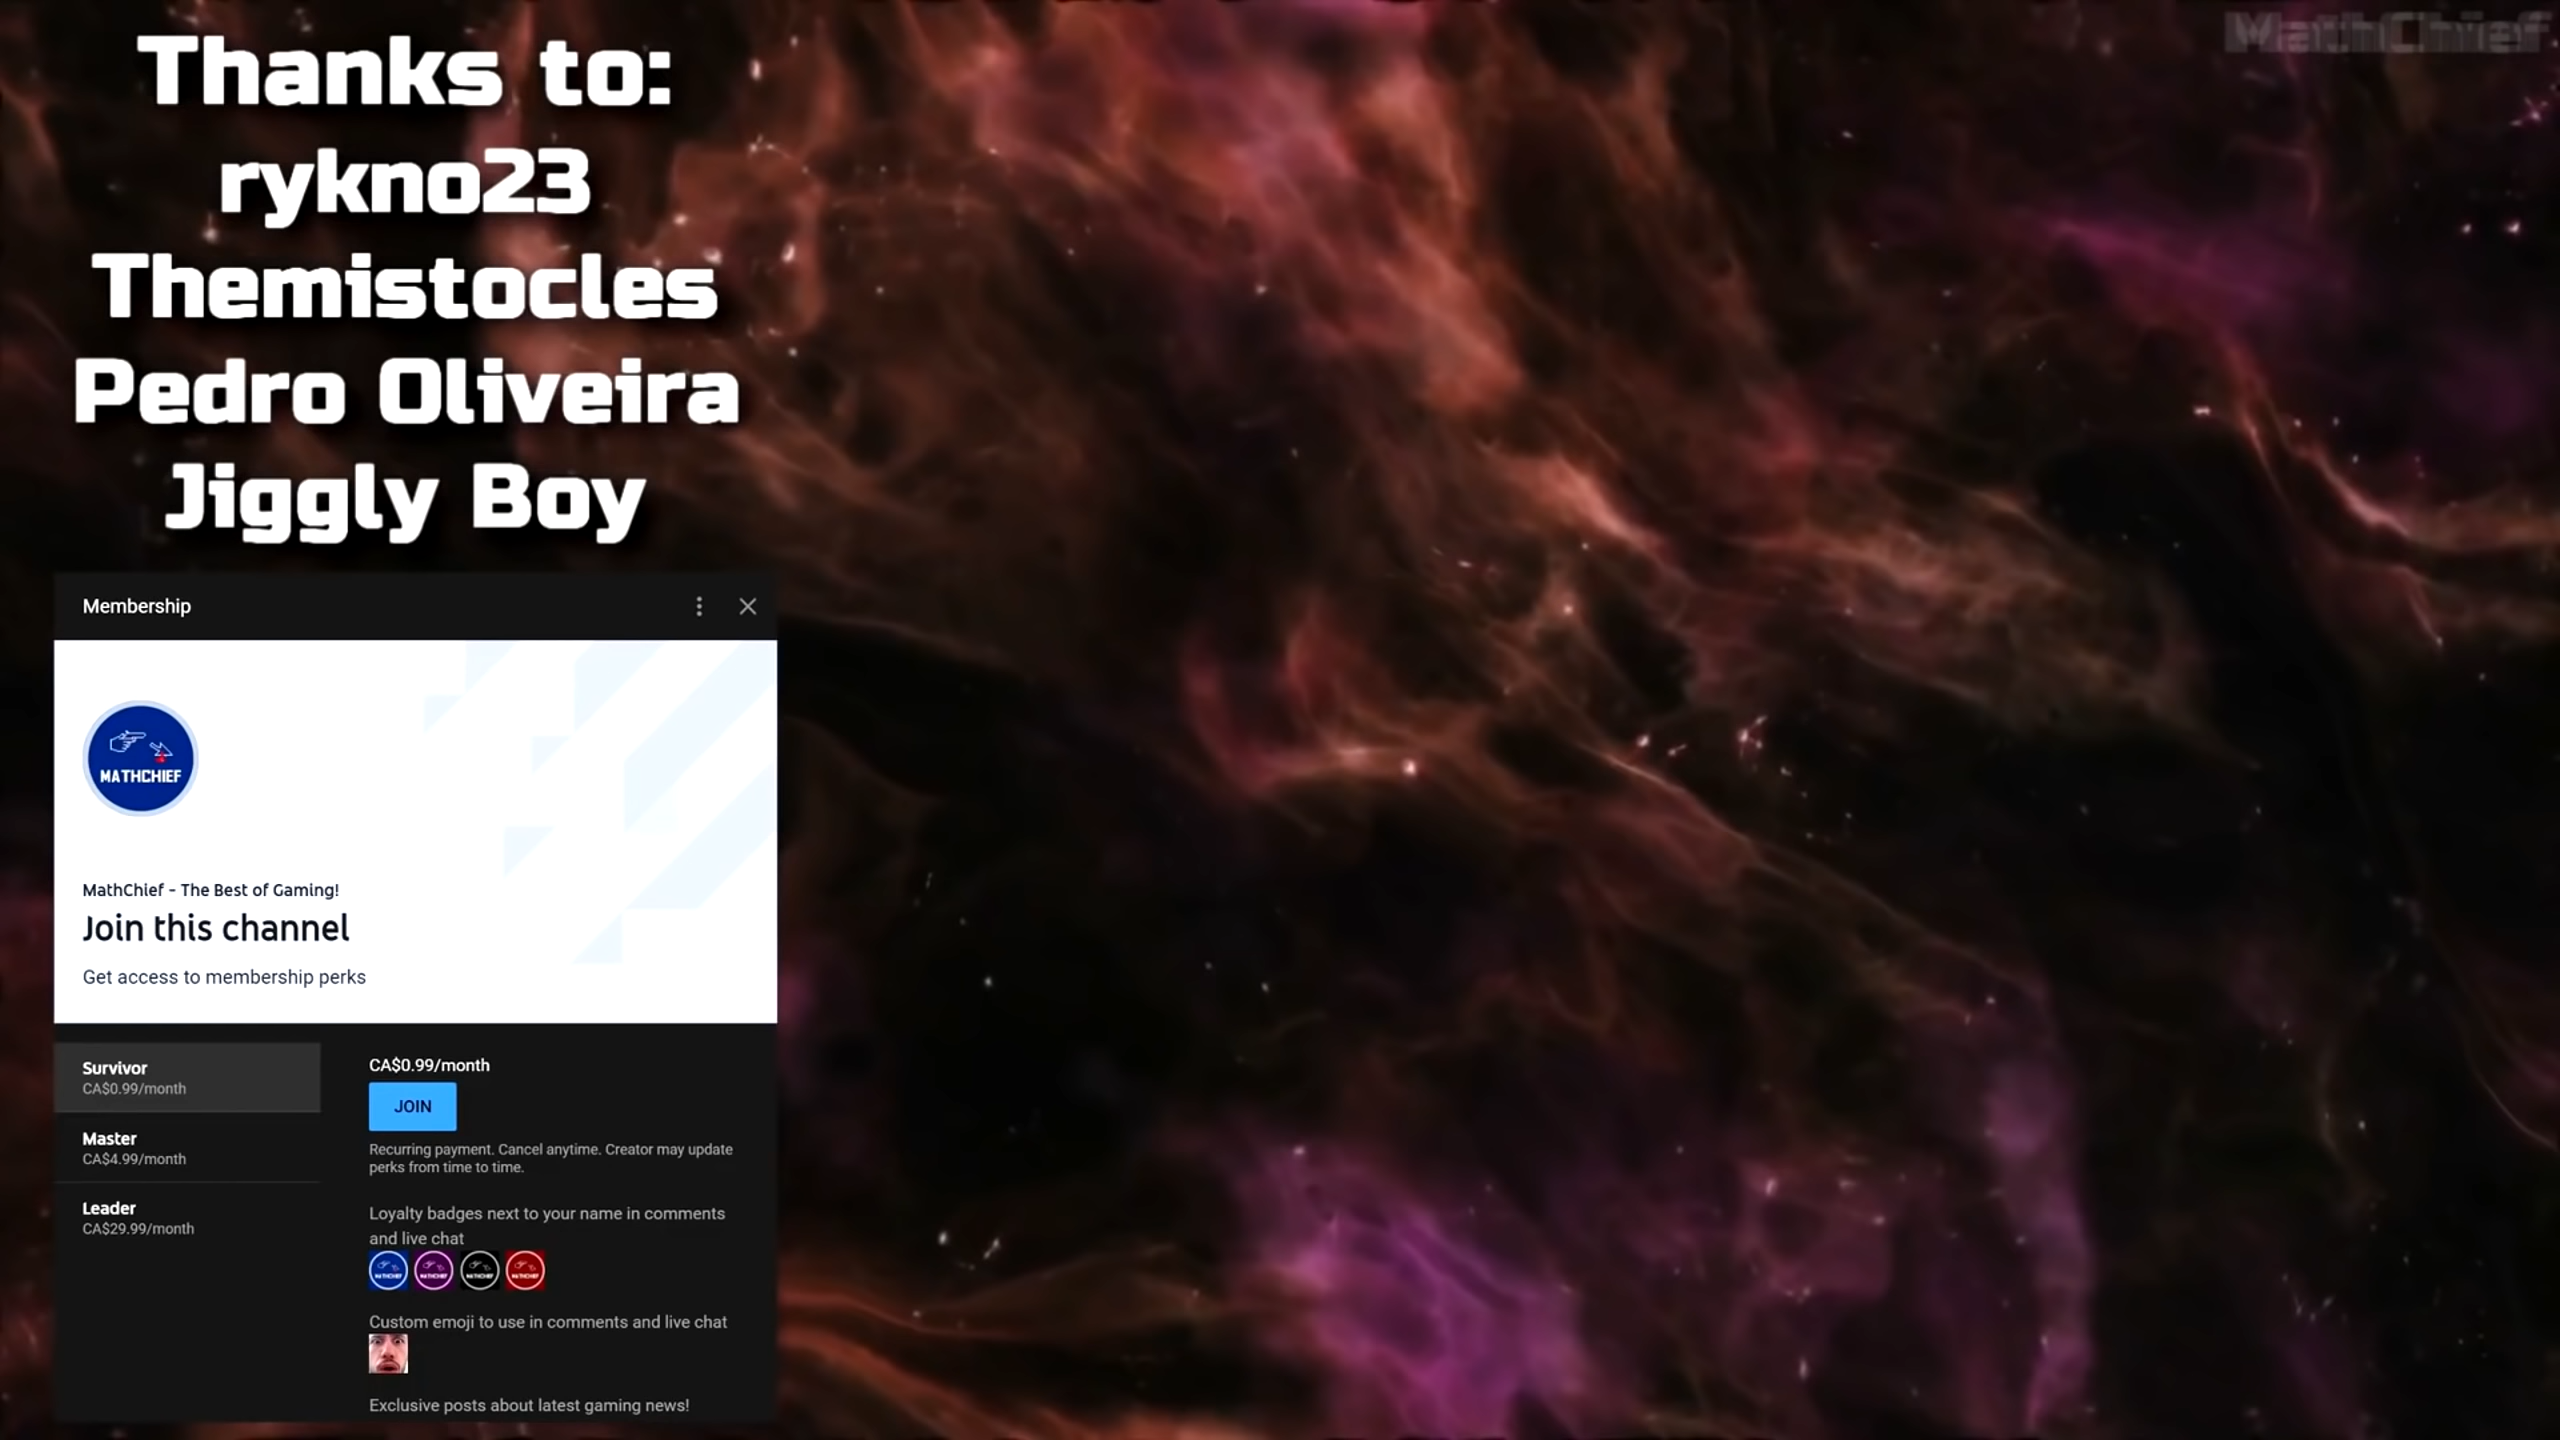 MathChief
Thanks to:
rykno23
Themistocles
Pedro Oliveira
Jiggly Boy
Membership
MATHCHIEF
MathChief - The Best of Gaming!
Join this channel
Get access to membership perks
Survivor
CA$0.99/month
Master
CA$4.99/month
Leader
CA$29.99/month
CA$0.99/month
JOIN
Recurring payment. Cancel anytime. Creator may update
perks from time to time.
Loyalty badges next to your name in comments
and live chat
MATHCHIEF MATHCHIEF MATHCHIEF MATHCHIEF
Custom emoji to use in comments and live chat
Exclusive posts about latest gaming news!